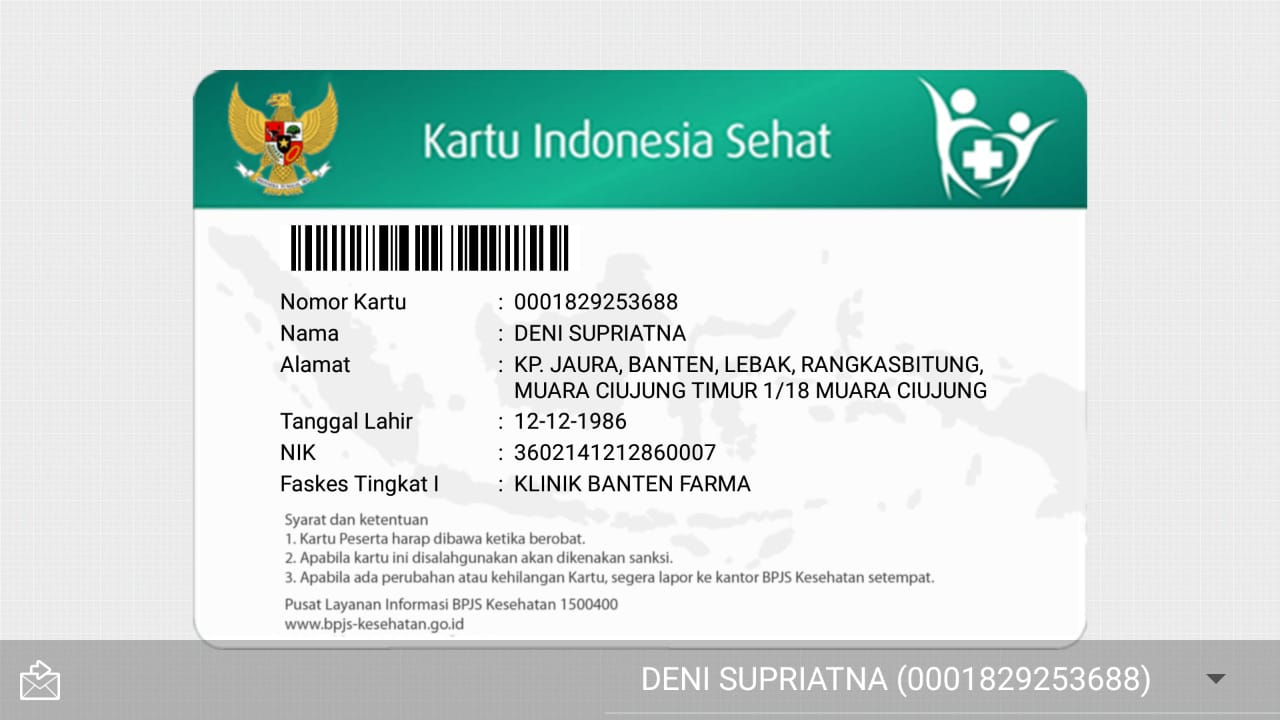 Kartu Indonesia Sehat
Nomor Kartu : 0001829253688
Nama : DENI SUPRIATNA
Alamat : KP. JAURA, BANTEN, LEBAK, RANGKASBITUNG,
MUARA CIUJUNG TIMUR 1/18 MUARA CIUJUNG
Tanggal Lahir : 12-12-1986
NIK : 3602141212860007
Faskes Tingkat I : KLINIK BANTEN FARMA
Syarat dan ketentuan
1. Kartu Peserta harap dibawa ketika berobat.
2. Apabila kartu ini disalahgunakan akan dikenakan sanksi.
3. Apabila ada perubahan atau kehilangan Kartu, segera lapor ke kantor BPJS Kesehatan setempat.
Pusat Layanan Informasi BPJS Kesehatan 1500400
www.bpjs-kesehatan.go.id
DENI SUPRIATNA (0001829253688)